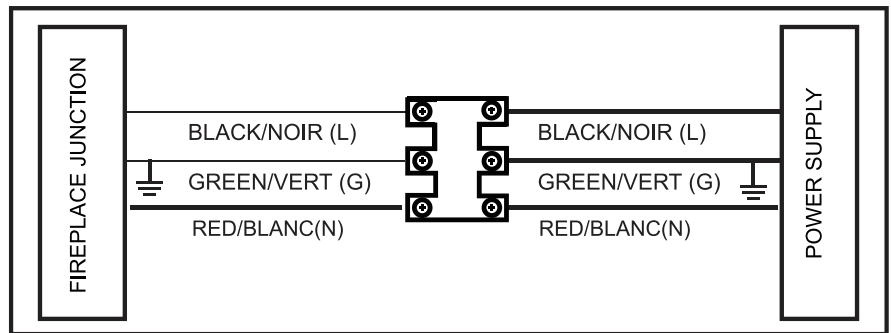 FIREPLACE JUNCTION
BLACK/NOIR (L)
GREEN/VERT (G)
RED/BLANC(N)
BLACK/NOIR (L)
GREEN/VERT (G)
RED/BLANC(N)
POWER SUPPLY